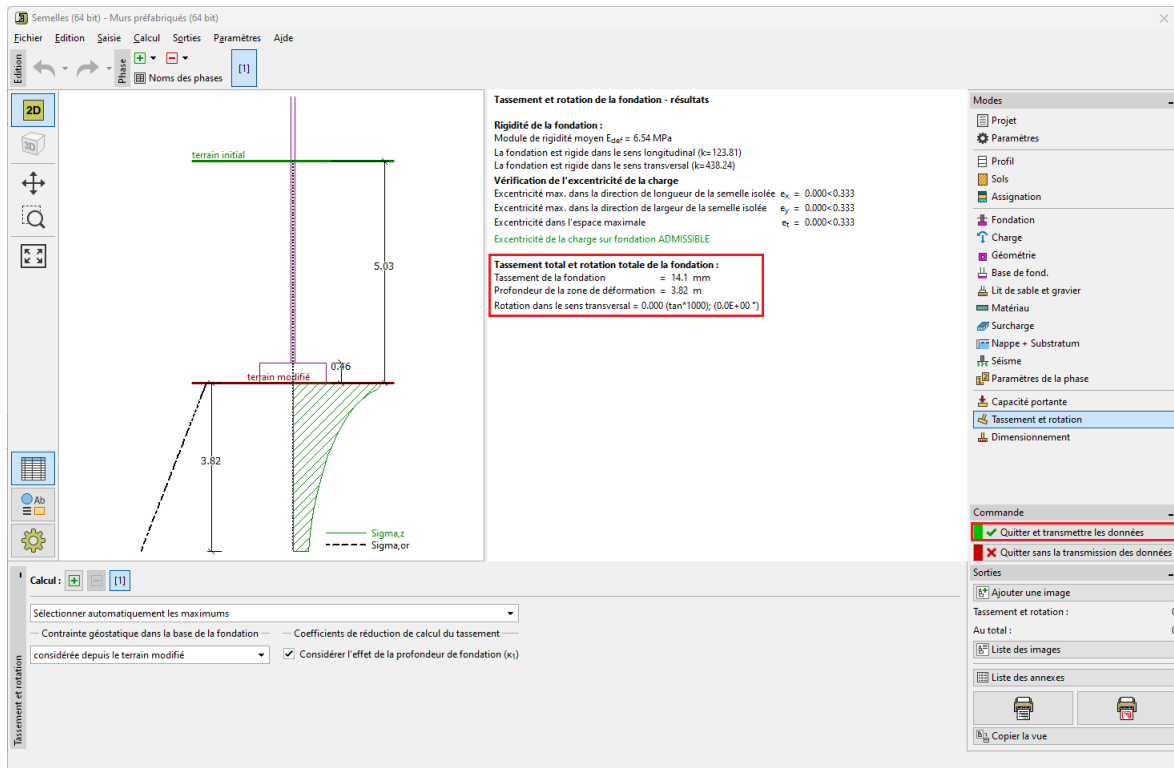 Semelles (64 bit) - Murs préfabriqués (64 bit)
Fichier Edition Saisie Calcul Sorties Paramètres Aide
Edition
Phase
Noms des phases
[1]
2D
3D
terrain initial
5.03
0.46
terrain modifié
3.82
Sigma,z
Sigma,or
Ab
Tassement et rotation de la fondation - résultats
Rigidité de la fondation :
Module de rigidité moyen Edef = 6.54 MPa
La fondation est rigide dans le sens longitudinal (k=123.81)
La fondation est rigide dans le sens transversal (k=438.24)
Vérification de l'excentricité de la charge
Excentricité max. dans la direction de longueur de la semelle isolée ex = 0.000<0.333
Excentricité max. dans la direction de largeur de la semelle isolée ey = 0.000<0.333
Excentricité dans l'espace maximale et = 0.000<0.333
Excentricité de la charge sur fondation ADMISSIBLE
Tassement total et rotation totale de la fondation :
Tassement de la fondation = 14.1 mm
Profondeur de la zone de déformation = 3.82 m
Rotation dans le sens transversal = 0.000 (tan*1000); (0.0E+00 °)
Modes
Projet
Paramètres
Profil
Sols
Assignation
Fondation
Charge
Géométrie
Base de fond.
Lit de sable et gravier
Matériau
Surcharge
Nappe + Substratum
Séisme
Paramètres de la phase
Capacité portante
Tassement et rotation
Dimensionnement
Commande
Quitter et transmettre les données
Quitter sans la transmission des données
Sorties
Ajouter une image
Tassement et rotation :
Au total :
Liste des images
Liste des annexes
Copier la vue
Tassement et rotation
Calcul :
[1]
Sélectionner automatiquement les maximums
Contrainte géostatique dans la base de la fondation
Coefficients de réduction de calcul du tassement
considérée depuis le terrain modifié
Considérer l'effet de la profondeur de fondation (κ1)